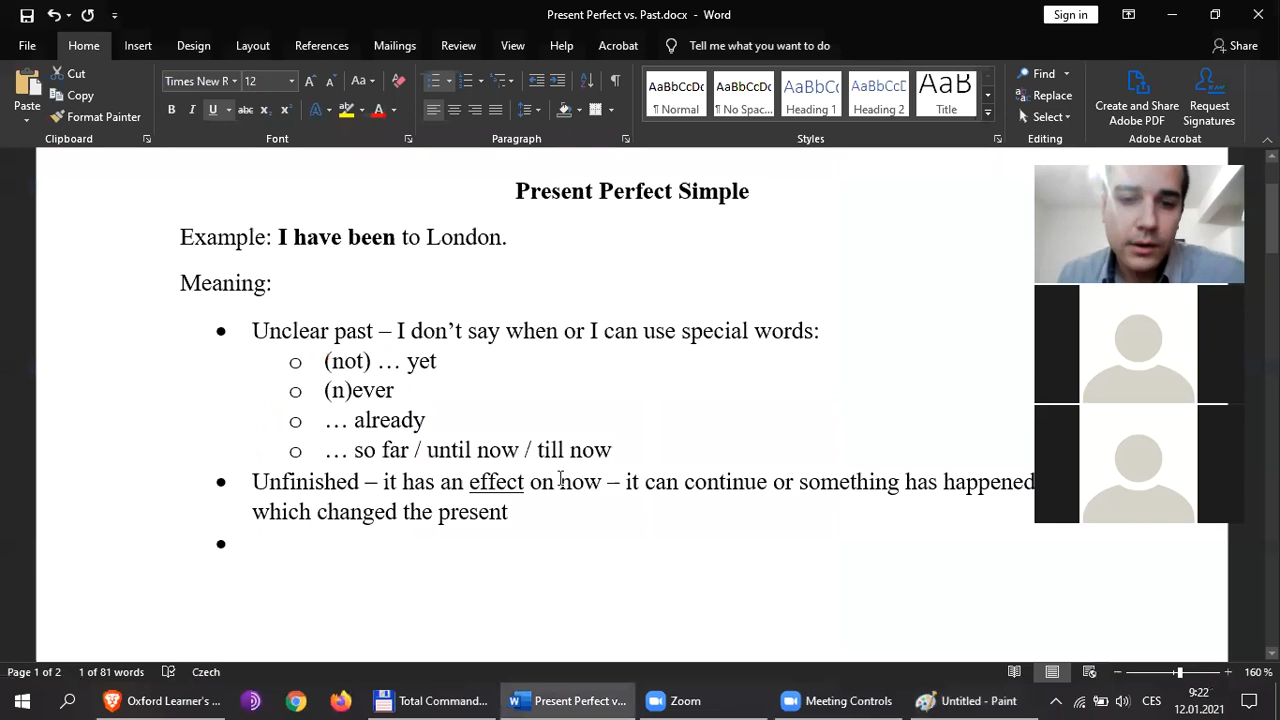 Present Perfect vs. Past.docx - Word
Sign in
File Home Insert Design Layout References Mailings Review View Help Acrobat Tell me what you want to do Share
Paste
Cut
Copy
Format Painter
Clipboard
Times New R 12
Aa
B I U abc x₂ x² A A
Font
Paragraph
AaBbCcDc AaBbCcDc AaBbCc AaBbCcD AaB
¶ Normal ¶ No Spac... Heading 1 Heading 2 Title
Styles
Find
Replace
Select
Editing
Create and Share Adobe PDF
Request Signatures
Adobe Acrobat
Present Perfect Simple
Example: I have been to London.
Meaning:
• Unclear past – I don’t say when or I can use special words:
o (not) … yet
o (n)ever
o … already
o … so far / until now / till now
• Unfinished – it has an effect on now – it can continue or something has happened
which changed the present
•
Page 1 of 2 1 of 81 words Czech 160 %
Oxford Learner's ... Total Comman... Present Perfect v... Zoom Meeting Controls Untitled - Paint CES 9:22
12.01.2021